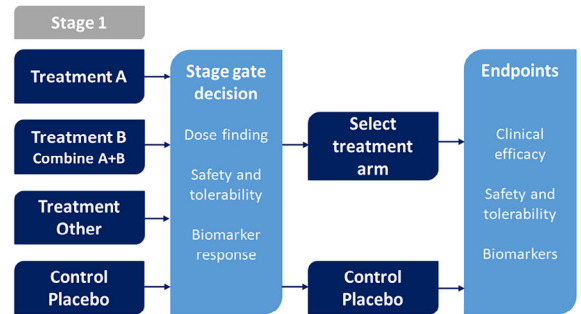 Stage 1
Treatment A
Treatment B
Combine A+B
Treatment
Other
Control
Placebo
Stage gate
decision
Dose finding
Safety and
tolerability
Biomarker
response
Select
treatment
arm
Control
Placebo
Endpoints
Clinical
efficacy
Safety and
tolerability
Biomarkers